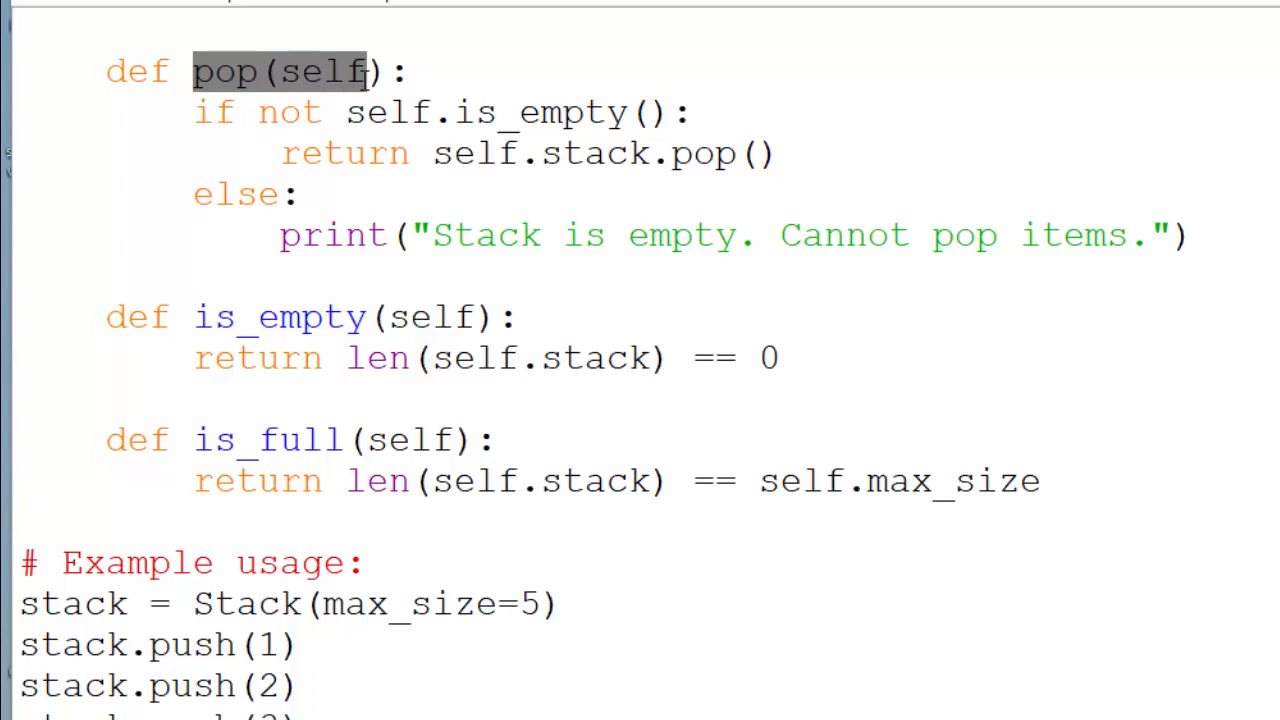 def pop(self):
if not self.is_empty():
return self.stack.pop()
else:
print("Stack is empty. Cannot pop items.")
def is_empty(self):
return len(self.stack) == 0
def is_full(self):
return len(self.stack) == self.max_size
# Example usage:
stack = Stack(max_size=5)
stack.push(1)
stack.push(2)